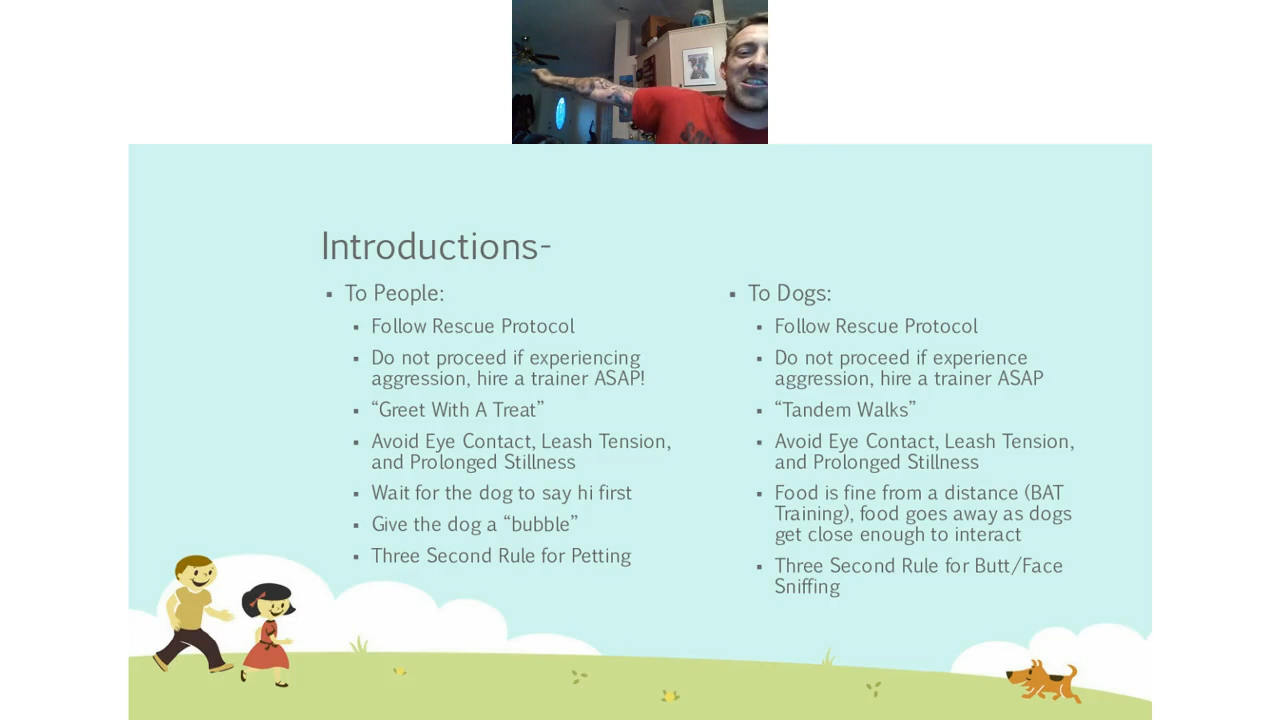 Introductions-
▪ To People:
▪ Follow Rescue Protocol
▪ Do not proceed if experiencing
aggression, hire a trainer ASAP!
▪ “Greet With A Treat”
▪ Avoid Eye Contact, Leash Tension,
and Prolonged Stillness
▪ Wait for the dog to say hi first
▪ Give the dog a “bubble”
▪ Three Second Rule for Petting
▪ To Dogs:
▪ Follow Rescue Protocol
▪ Do not proceed if experience
aggression, hire a trainer ASAP
▪ “Tandem Walks”
▪ Avoid Eye Contact, Leash Tension,
and Prolonged Stillness
▪ Food is fine from a distance (BAT
Training), food goes away as dogs
get close enough to interact
▪ Three Second Rule for Butt/Face
Sniffing